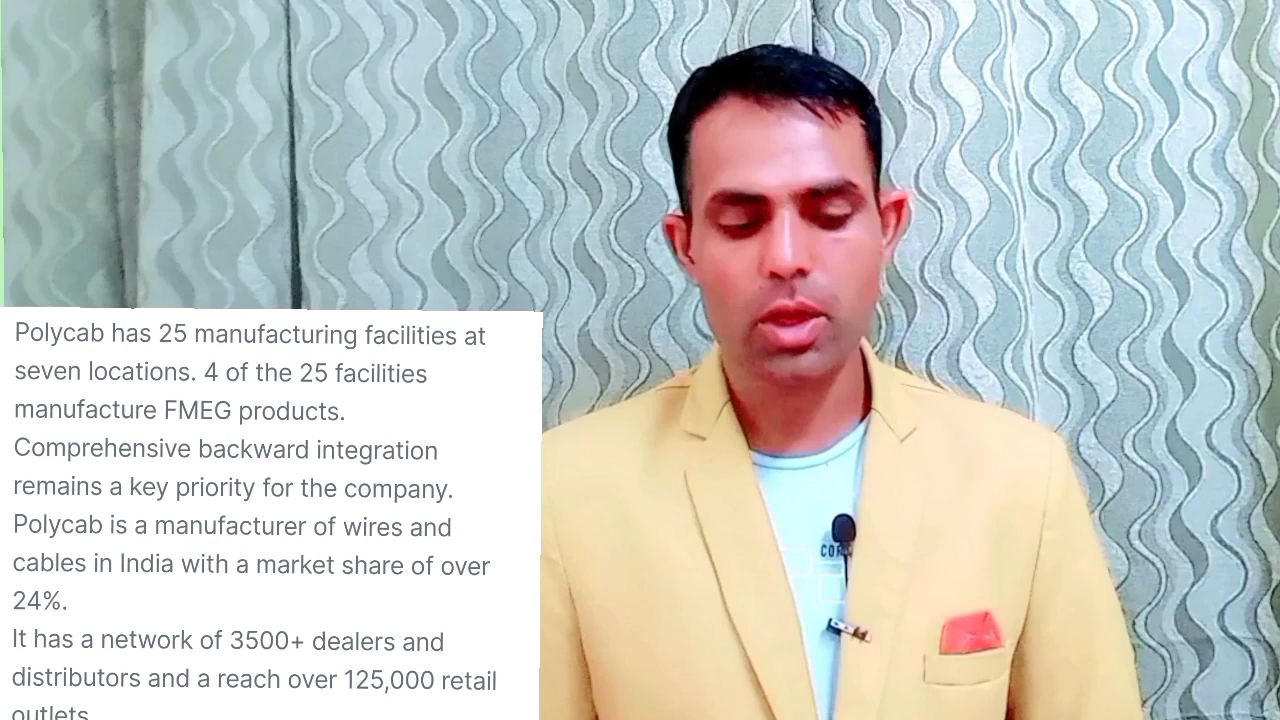 Polycab has 25 manufacturing facilities at
seven locations. 4 of the 25 facilities
manufacture FMEG products.
Comprehensive backward integration
remains a key priority for the company.
Polycab is a manufacturer of wires and
cables in India with a market share of over
24%.
It has a network of 3500+ dealers and
distributors and a reach over 125,000 retail
outlets